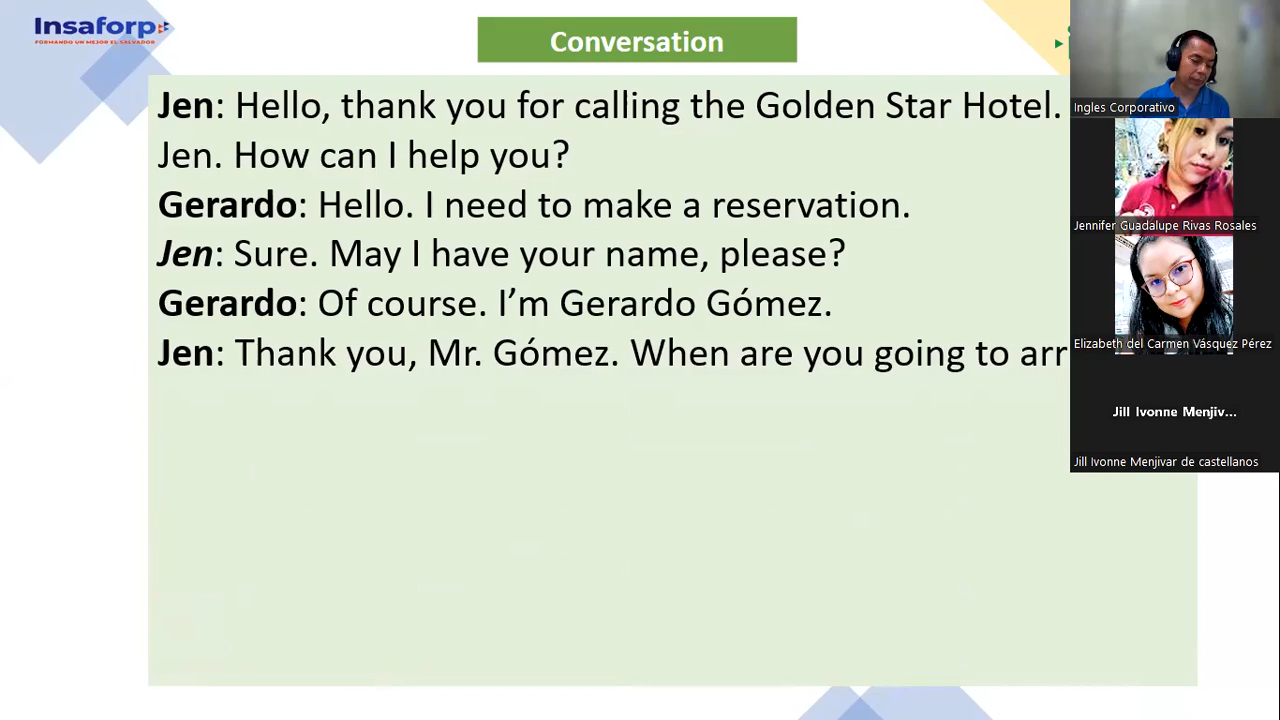 Insaforp
FORMANDO UN MEJOR EL SALVADOR
Conversation
Jen: Hello, thank you for calling the Golden Star Hotel.
Jen. How can I help you?
Gerardo: Hello. I need to make a reservation.
Jen: Sure. May I have your name, please?
Gerardo: Of course. I’m Gerardo Gómez.
Jen: Thank you, Mr. Gómez. When are you going to arr
Ingles Corporativo
Jennifer Guadalupe Rivas Rosales
Elizabeth del Carmen Vásquez Pérez
Jill Ivonne Menjiv...
Jill Ivonne Menjivar de castellanos